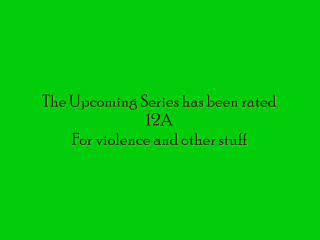 The Upcoming Series has been rated
12A
For violence and other stuff